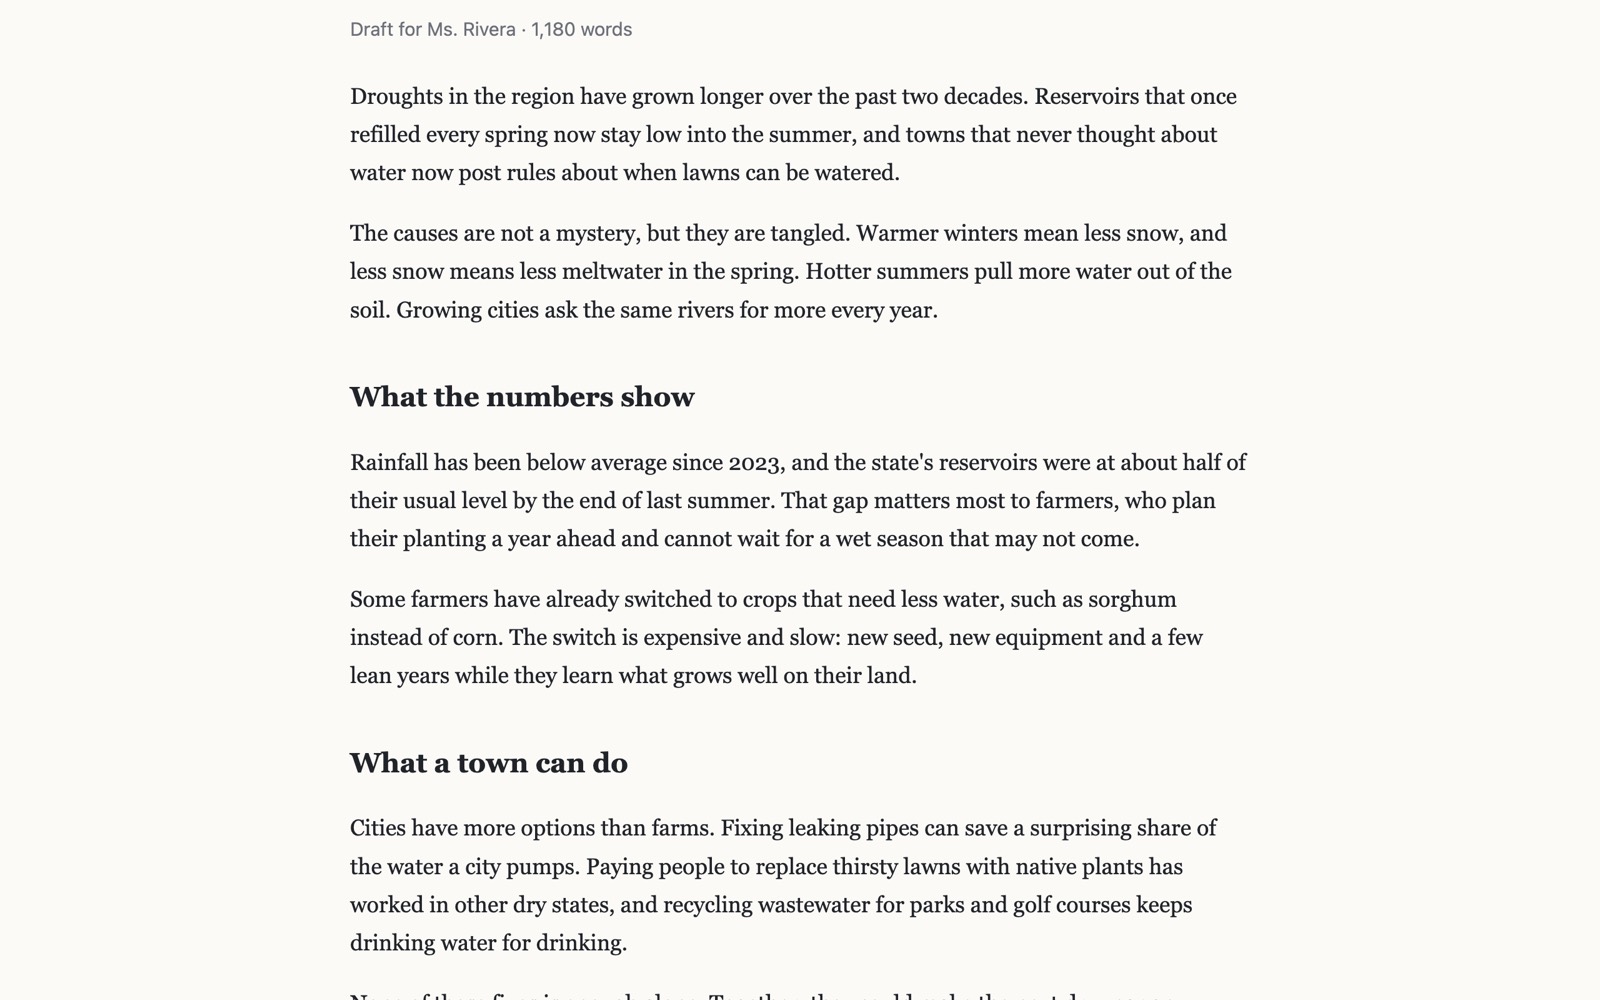 Draft for Ms. Rivera · 1,180 words
Droughts in the region have grown longer over the past two decades. Reservoirs that once
refilled every spring now stay low into the summer, and towns that never thought about
water now post rules about when lawns can be watered.
The causes are not a mystery, but they are tangled. Warmer winters mean less snow, and
less snow means less meltwater in the spring. Hotter summers pull more water out of the
soil. Growing cities ask the same rivers for more every year.
What the numbers show
Rainfall has been below average since 2023, and the state's reservoirs were at about half of
their usual level by the end of last summer. That gap matters most to farmers, who plan
their planting a year ahead and cannot wait for a wet season that may not come.
Some farmers have already switched to crops that need less water, such as sorghum
instead of corn. The switch is expensive and slow: new seed, new equipment and a few
lean years while they learn what grows well on their land.
What a town can do
Cities have more options than farms. Fixing leaking pipes can save a surprising share of
the water a city pumps. Paying people to replace thirsty lawns with native plants has
worked in other dry states, and recycling wastewater for parks and golf courses keeps
drinking water for drinking.